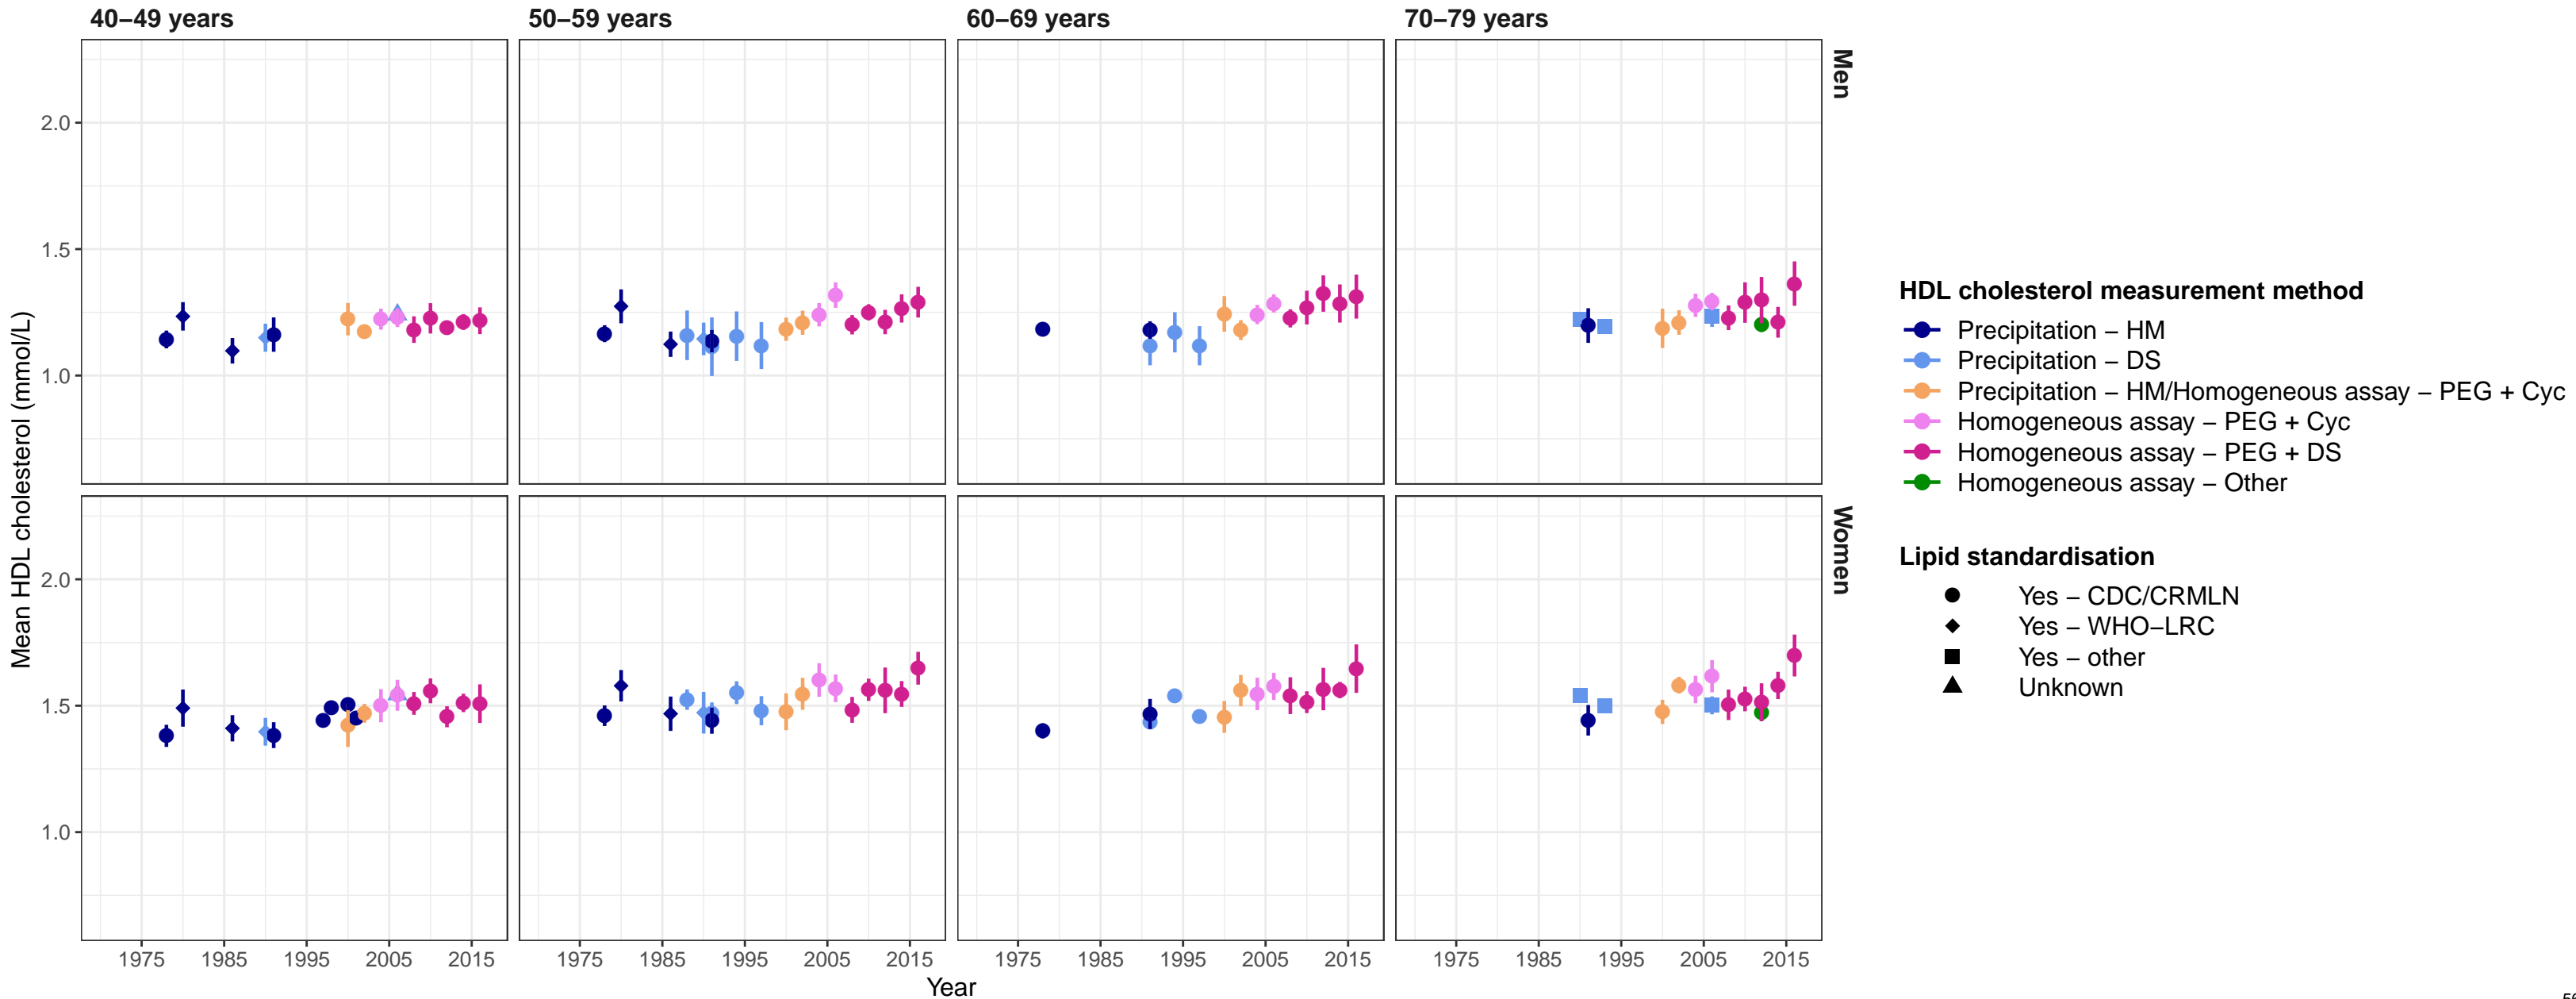 40–49 years
50–59 years
60–69 years
70–79 years
Men
2.0
1.5
1.0
Women
2.0
1.5
1.0
Mean HDL cholesterol (mmol/L)
1975 1985 1995 2005 2015
1975 1985 1995 2005 2015
1975 1985 1995 2005 2015
1975 1985 1995 2005 2015
Year
HDL cholesterol measurement method
Precipitation – HM
Precipitation – DS
Precipitation – HM/Homogeneous assay – PEG + Cyc
Homogeneous assay – PEG + Cyc
Homogeneous assay – PEG + DS
Homogeneous assay – Other
Lipid standardisation
Yes – CDC/CRMLN
Yes – WHO–LRC
Yes – other
Unknown